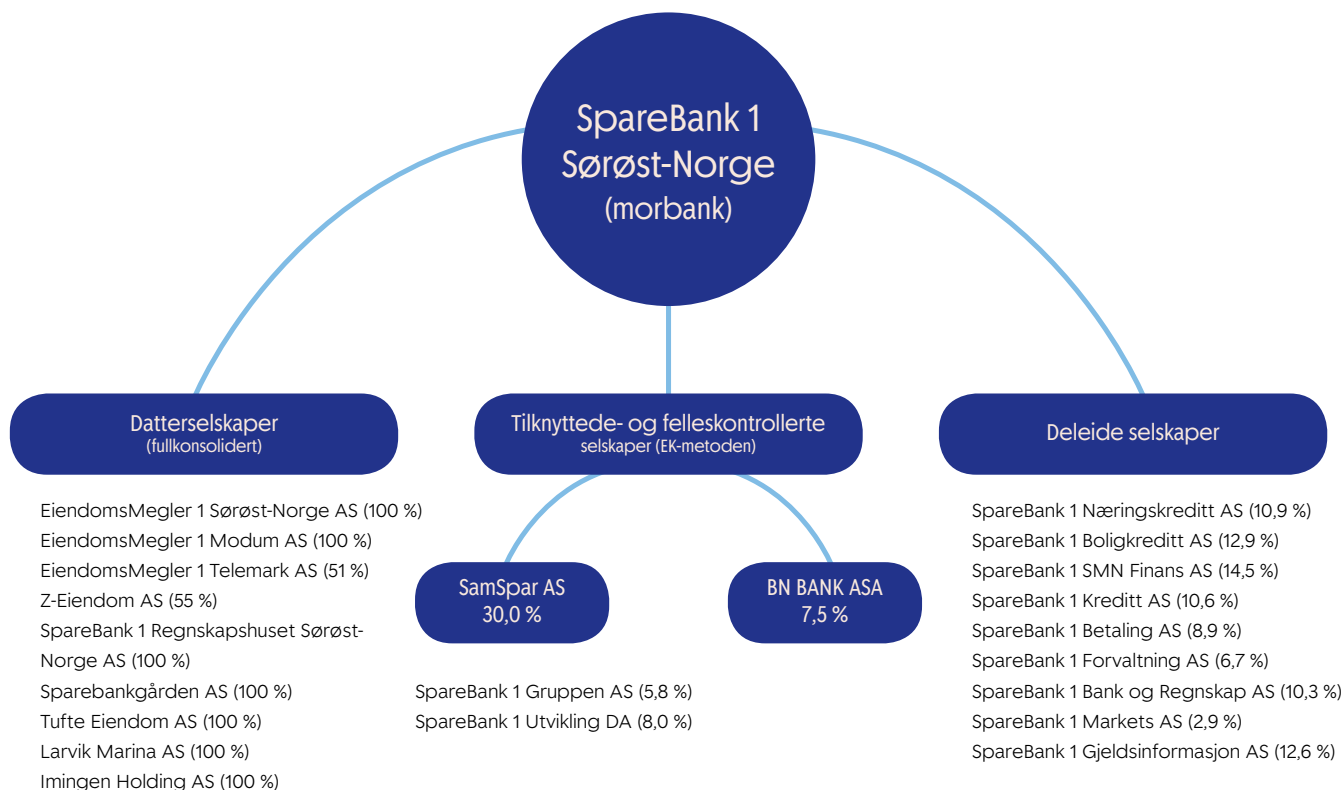 SpareBank 1
Sørøst-Norge
(morbank)
Datterselskaper
(fullkonsolidert)
EiendomsMegler 1 Sørøst-Norge AS (100 %)
EiendomsMegler 1 Modum AS (100 %)
EiendomsMegler 1 Telemark AS (51 %)
Z-Eiendom AS (55 %)
SpareBank 1 Regnskapshuset Sørøst-
Norge AS (100 %)
Sparebankgården AS (100 %)
Tufte Eiendom AS (100 %)
Larvik Marina AS (100 %)
Imingen Holding AS (100 %)
Tilknyttede- og felleskontrollerte
selskaper (EK-metoden)
SamSpar AS
30,0 %
BN BANK ASA
7,5 %
SpareBank 1 Gruppen AS (5,8 %)
SpareBank 1 Utvikling DA (8,0 %)
Deleide selskaper
SpareBank 1 Næringskreditt AS (10,9 %)
SpareBank 1 Boligkreditt AS (12,9 %)
SpareBank 1 SMN Finans AS (14,5 %)
SpareBank 1 Kreditt AS (10,6 %)
SpareBank 1 Betaling AS (8,9 %)
SpareBank 1 Forvaltning AS (6,7 %)
SpareBank 1 Bank og Regnskap AS (10,3 %)
SpareBank 1 Markets AS (2,9 %)
SpareBank 1 Gjeldsinformasjon AS (12,6 %)